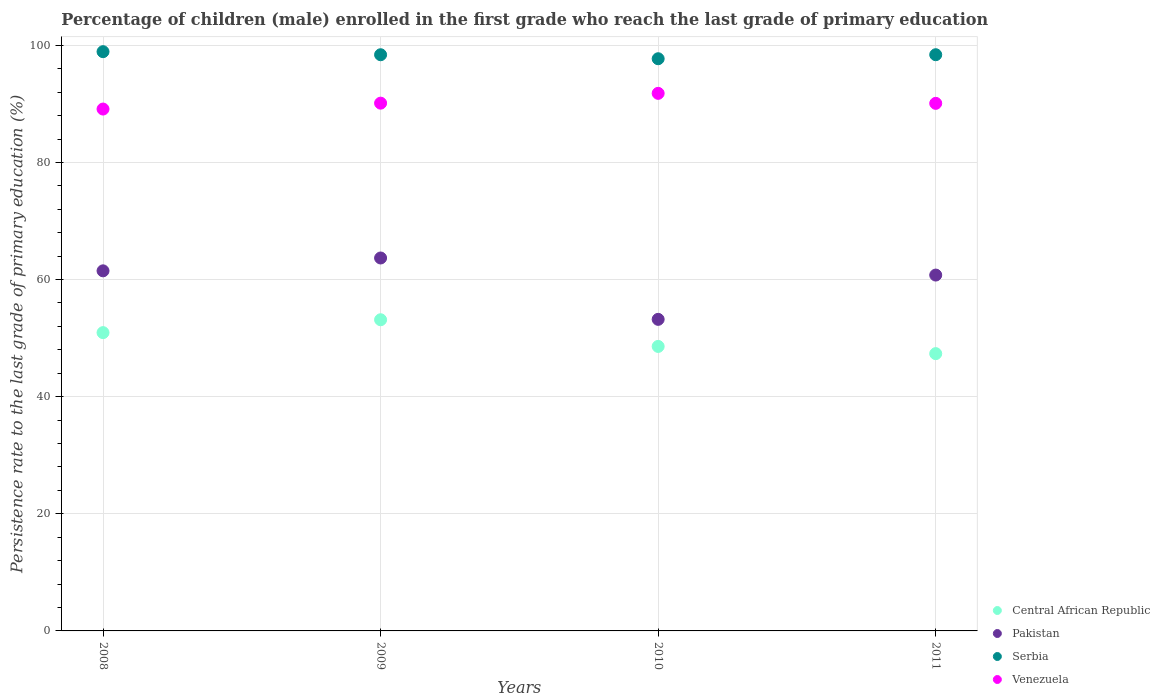 Percentage of children (male) enrolled in the first grade who reach the last grade of primary education
Persistence rate to the last grade of primary education (%)
100
80
60
40
20
0
2008
2009
2010
2011
Years
Central African Republic
Pakistan
Serbia
Venezuela